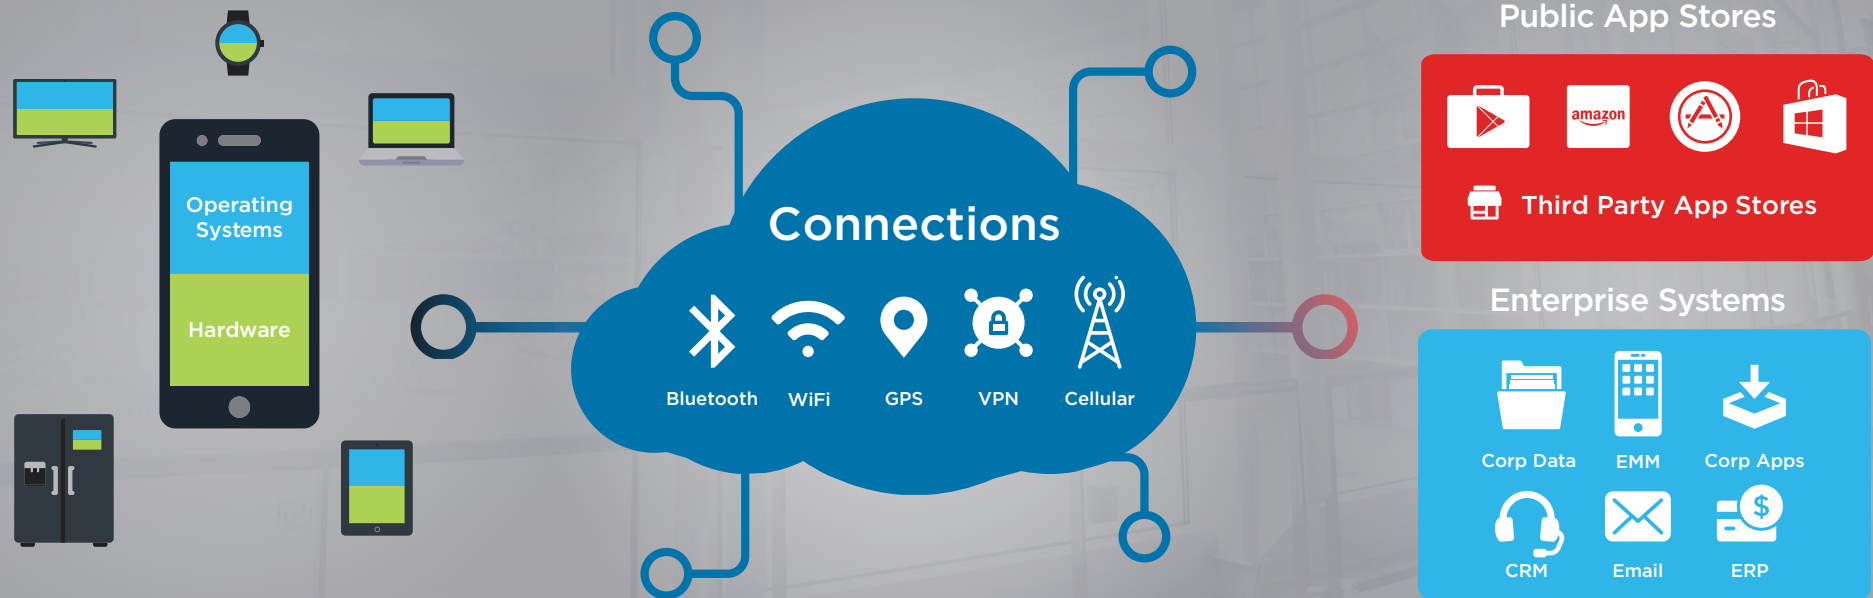 Public App Stores
amazon
Third Party App Stores
Operating
Systems
Hardware
Connections
Bluetooth
WiFi
GPS
VPN
Cellular
Enterprise Systems
Corp Data
EMM
Corp Apps
$
CRM
Email
ERP